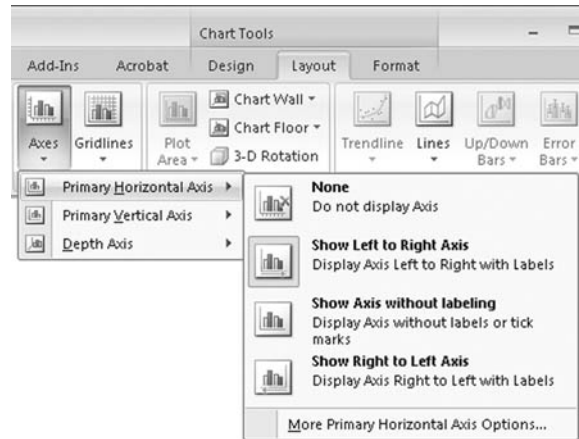 Chart Tools
Add-Ins Acrobat Design Layout Format
Axes
Gridlines
Plot Area
Chart Wall
Chart Floor
3-D Rotation
Trendline
Lines
Up/Down Bars
Error Bars
Primary Horizontal Axis
Primary Vertical Axis
Depth Axis
None
Do not display Axis
Show Left to Right Axis
Display Axis Left to Right with Labels
Show Axis without labeling
Display Axis without labels or tick
marks
Show Right to Left Axis
Display Axis Right to Left with Labels
More Primary Horizontal Axis Options...